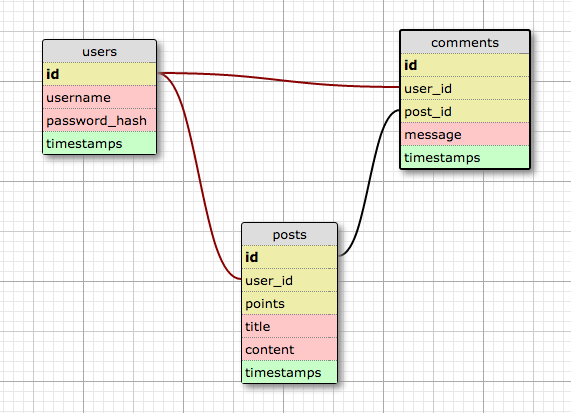 users
id
username
password_hash
timestamps
comments
id
user_id
post_id
message
timestamps
posts
id
user_id
points
title
content
timestamps